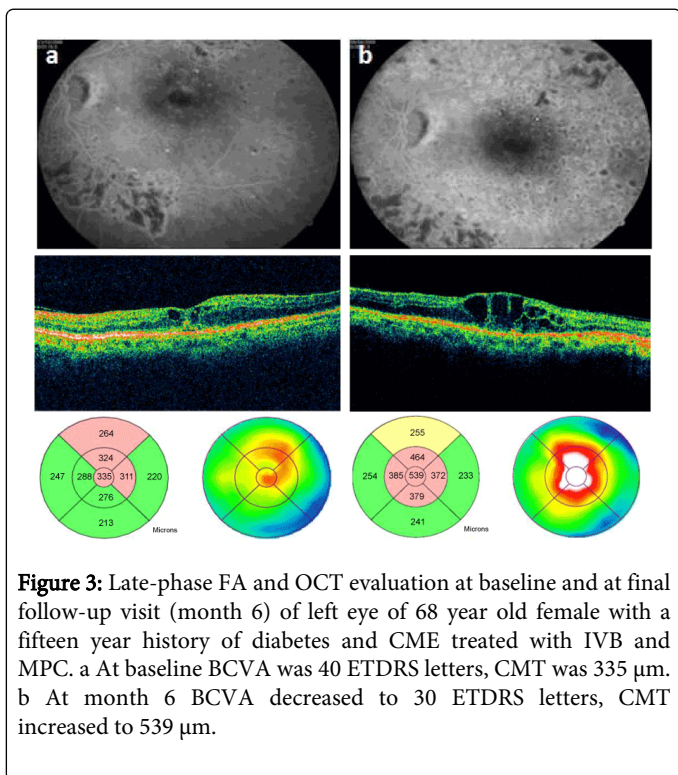 a
b
264
324
247 288 335 311 220
276
213
Microns
255
464
254 385 539 372 233
379
241
Microns
Figure 3: Late-phase FA and OCT evaluation at baseline and at final
follow-up visit (month 6) of left eye of 68 year old female with a
fifteen year history of diabetes and CME treated with IVB and
MPC. a At baseline BCVA was 40 ETDRS letters, CMT was 335 μm.
b At month 6 BCVA decreased to 30 ETDRS letters, CMT
increased to 539 μm.